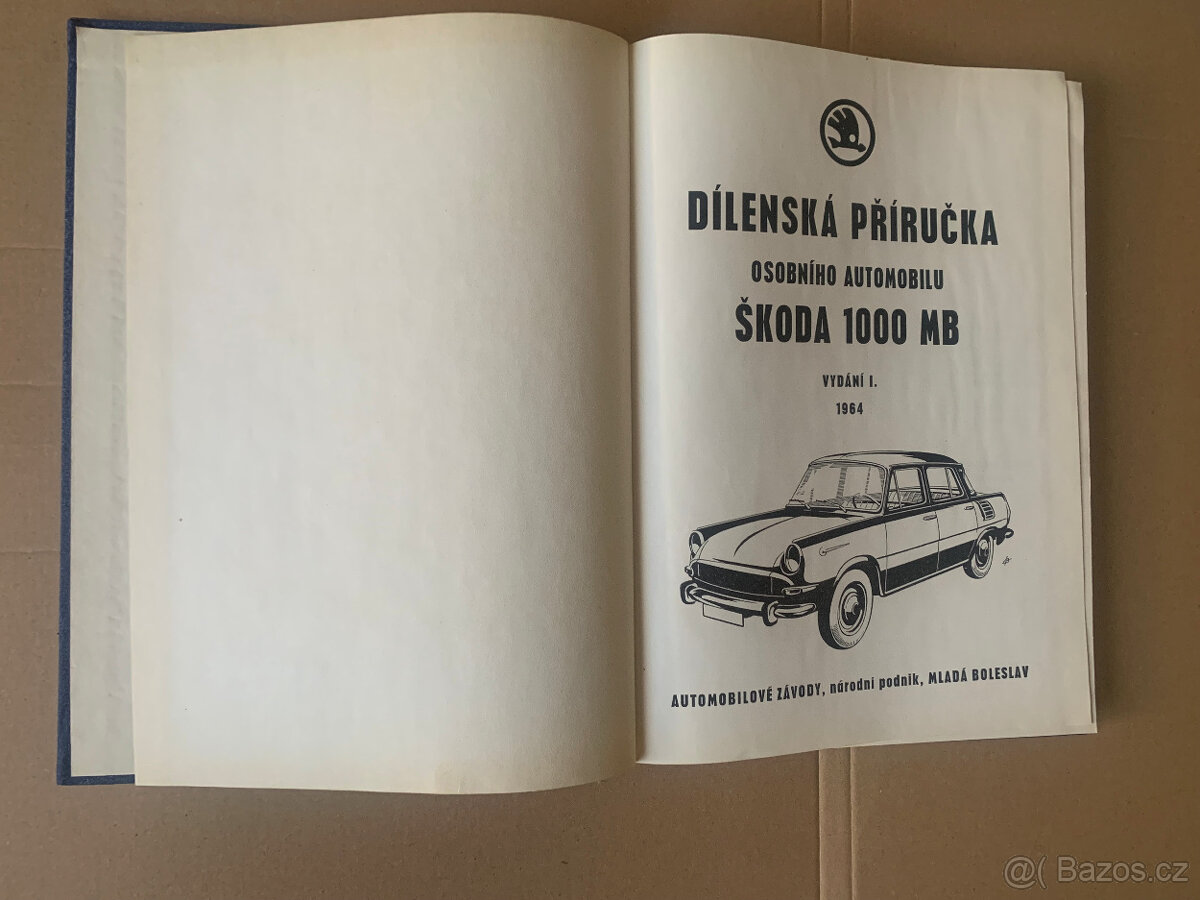 DÍLENSKÁ PŘÍRUČKA
OSOBNÍHO AUTOMOBILU
ŠKODA 1000 MB
VYDÁNÍ I.
1964
AUTOMOBILOVÉ ZÁVODY, národní podnik, MLADÁ BOLESLAV
@( Bazos.cz